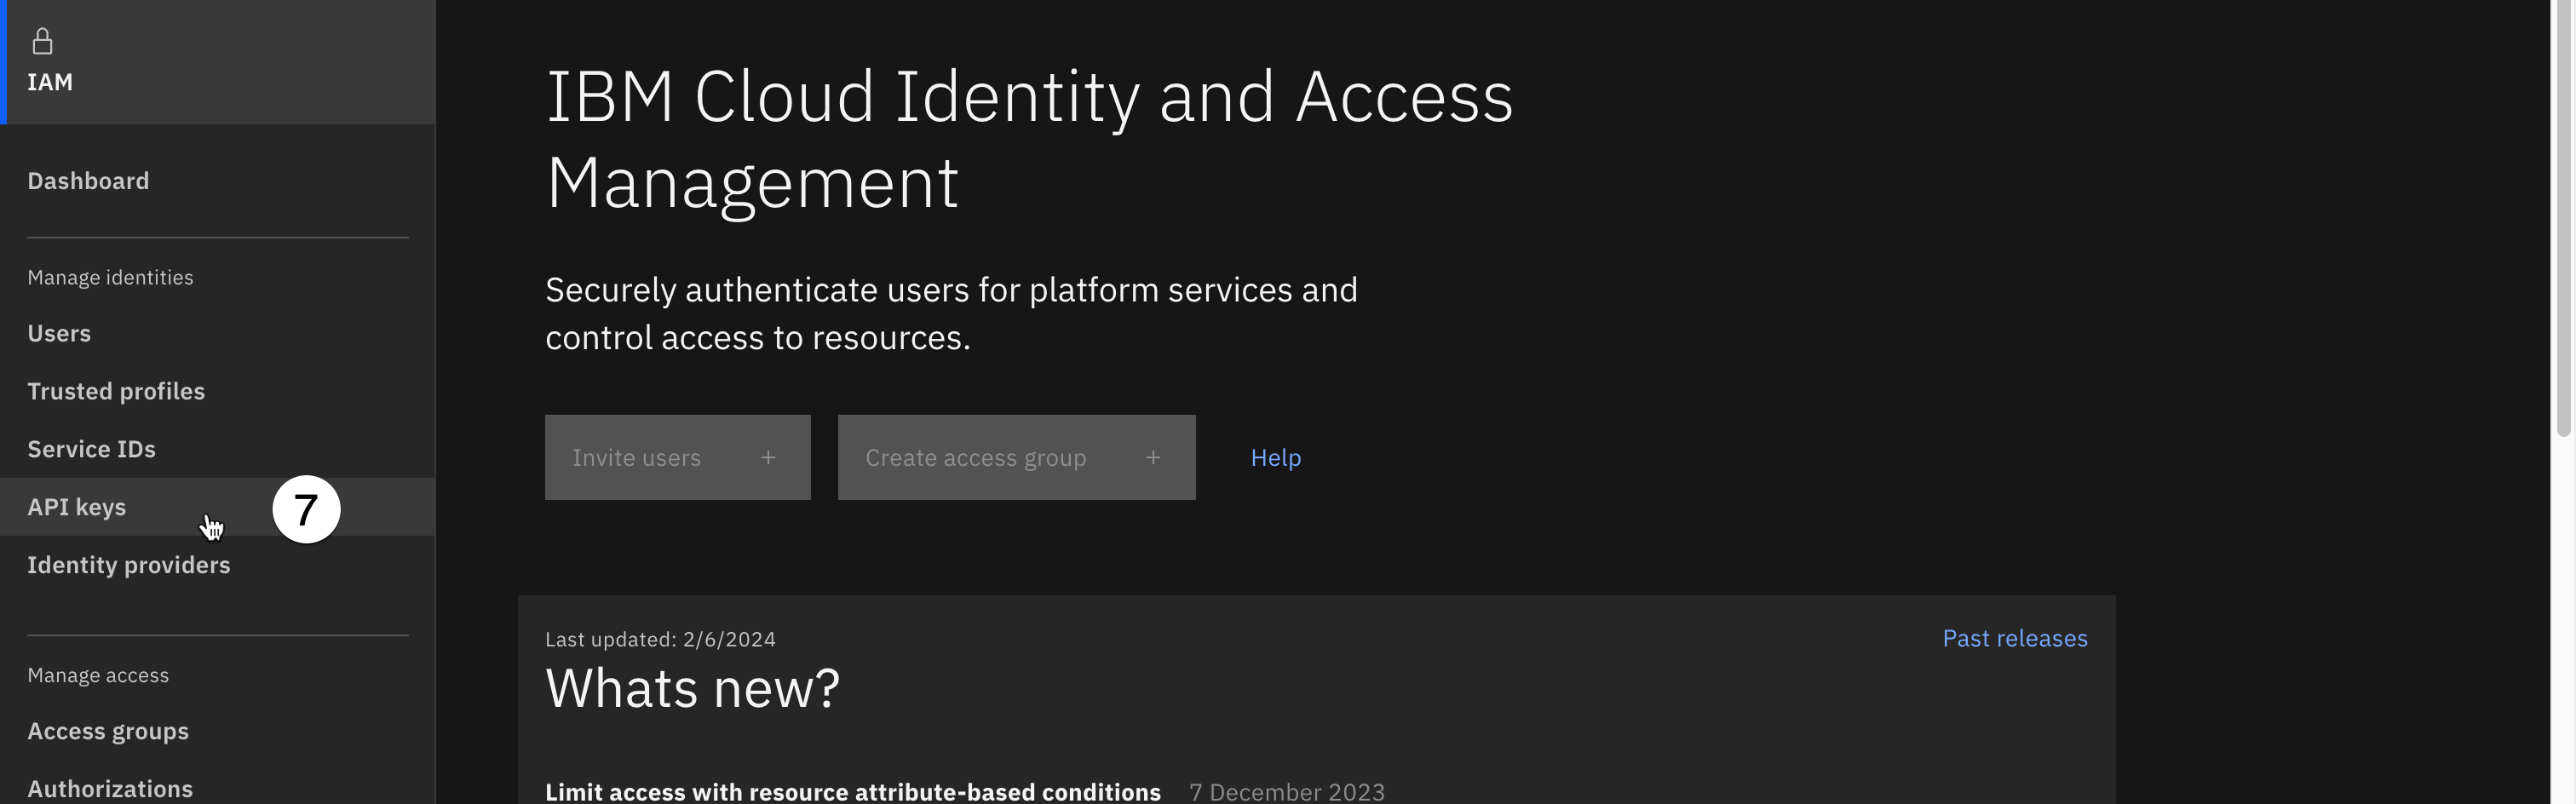 IAM
Dashboard
Manage identities
Users
Trusted profiles
Service IDs
API keys
7
Identity providers
Manage access
Access groups
Authorizations
IBM Cloud Identity and Access
Management
Securely authenticate users for platform services and
control access to resources.
Invite users +
Create access group +
Help
Last updated: 2/6/2024
Past releases
Whats new?
Limit access with resource attribute-based conditions 7 December 2023